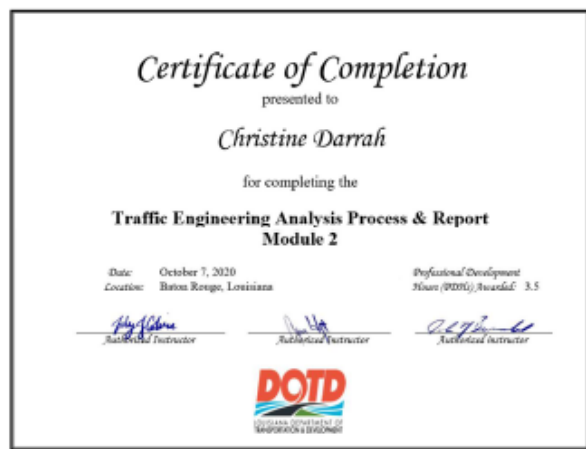 Certificate of Completion
presented to
Christine Darrah
for completing the
Traffic Engineering Analysis Process & Report
Module 2
Date: October 7, 2020
Professional Development
Location: Baton Rouge, Louisiana
Hours (PDHs) Awarded: 3.5
Authorized Instructor
Authorized Instructor
Authorized Instructor
DOTD
LOUISIANA DEPARTMENT OF
TRANSPORTATION & DEVELOPMENT